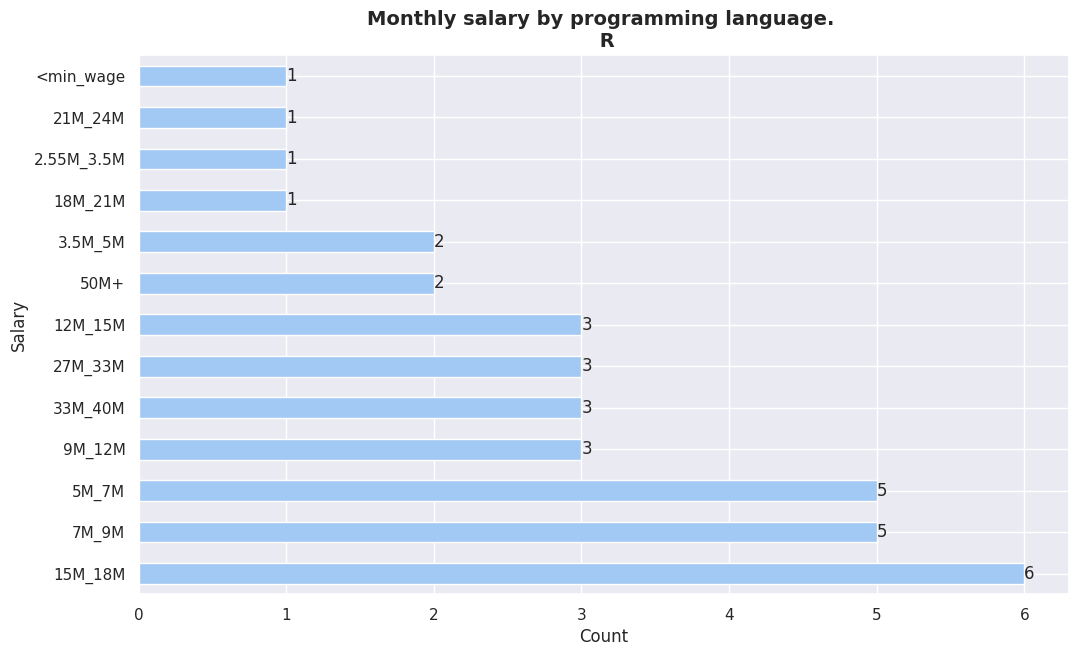 Monthly salary by programming language.
R
<min_wage 1
21M_24M 1
2.55M_3.5M 1
18M_21M 1
3.5M_5M 2
50M+ 2
12M_15M 3
27M_33M 3
33M_40M 3
9M_12M 3
5M_7M 5
7M_9M 5
15M_18M 6
Salary
0 1 2 3 4 5 6
Count